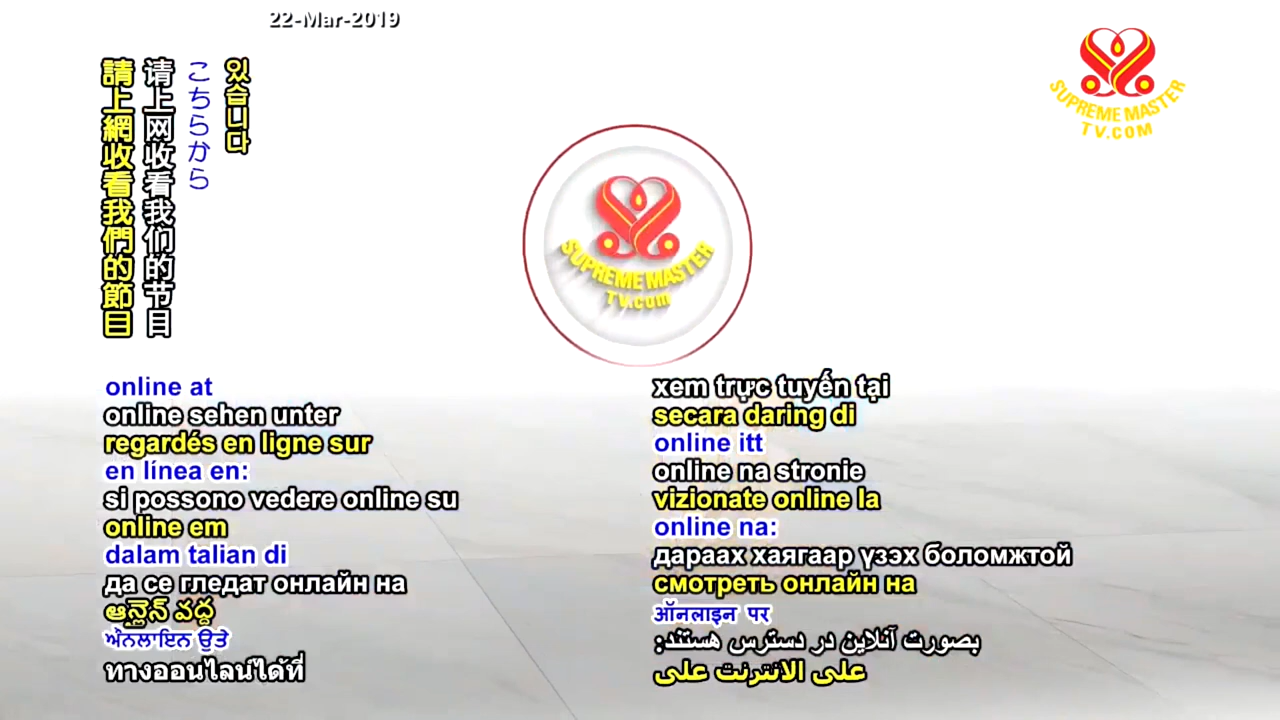 22-Mar-2019
SUPREME MASTER
TV.COM
請上網收看我們的節目
请上网收看我们的节目
こちらから
있습니다
SUPREME MASTER
TV.com
online at
online sehen unter
regardés en ligne sur
en línea en:
si possono vedere online su
online em
dalam talian di
да се гледат онлайн на
ఆన్లైన్ వద్ద
ਔਨਲਾਇਨ ਉਤੇ
ทางออนไลน์ได้ที่
xem trực tuyến tại
secara daring di
online itt
online na stronie
vizionate online la
online na:
дараах хаягаар үзэх боломжтой
смотреть онлайн на
ऑनलाइन पर
بصورت آنلاین در دسترس هستند:
على الانترنت على